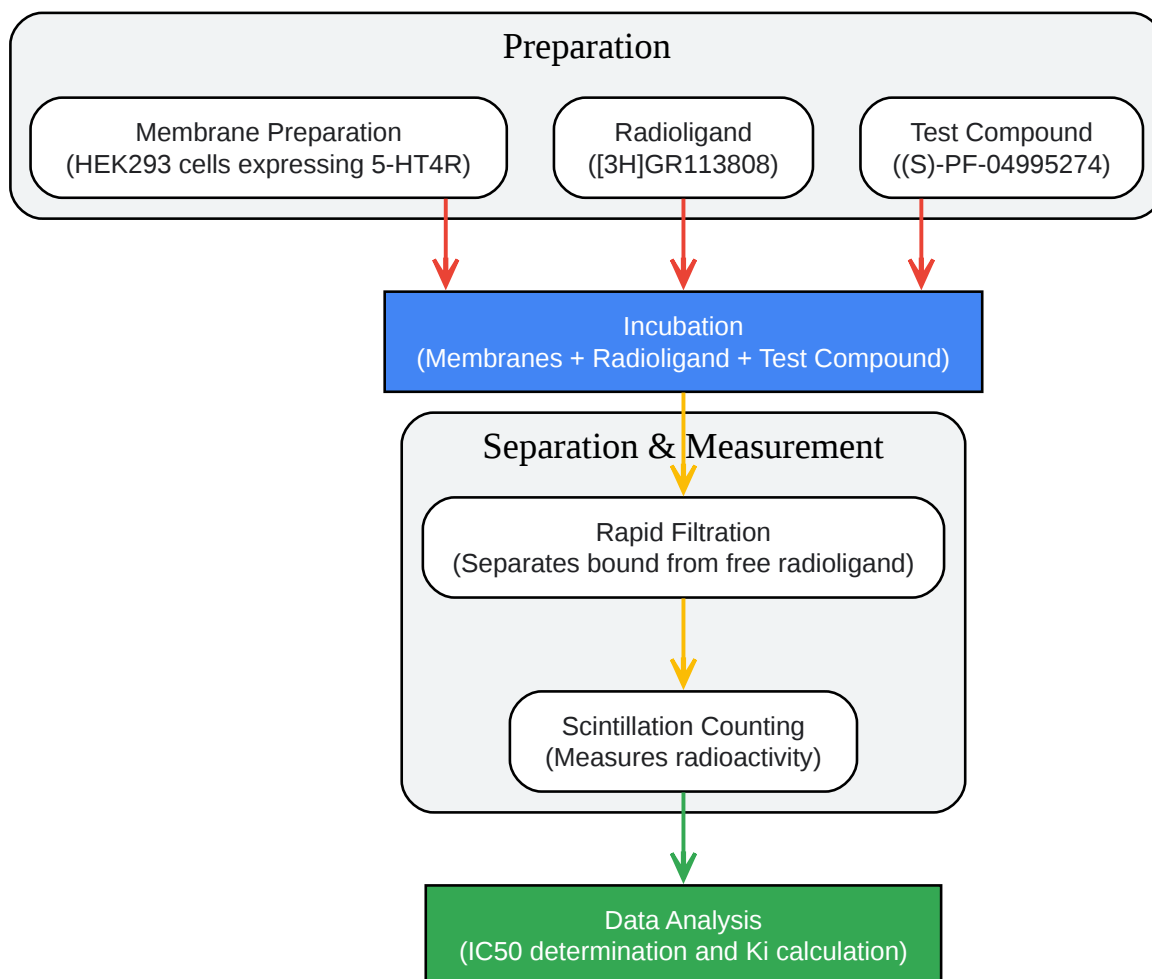 Preparation
Membrane Preparation
(HEK293 cells expressing 5-HT4R)
Radioligand
([3H]GR113808)
Test Compound
((S)-PF-04995274)
Incubation
(Membranes + Radioligand + Test Compound)
Separation & Measurement
Rapid Filtration
(Separates bound from free radioligand)
Scintillation Counting
(Measures radioactivity)
Data Analysis
(IC50 determination and Ki calculation)